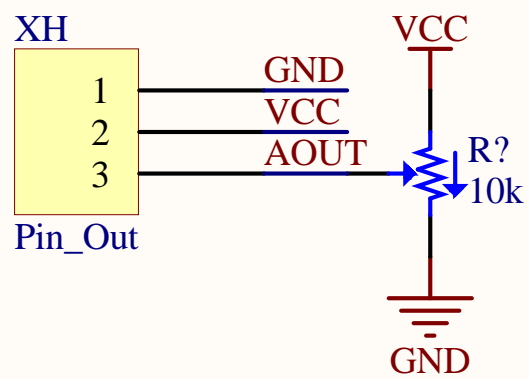 XH
VCC
1
GND
2
VCC
3
AOUT
R?
10k
Pin_Out
GND